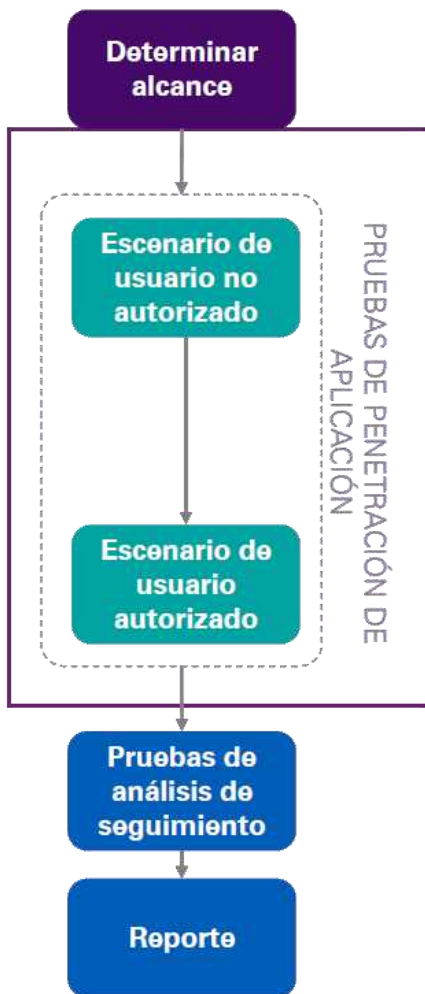 Determinar
alcance
Escenario de
usuario no
autorizado
PRUEBAS DE PENETRACIÓN DE
APLICACIÓN
Escenario de
usuario
autorizado
Pruebas de
análisis de
seguimiento
Reporte